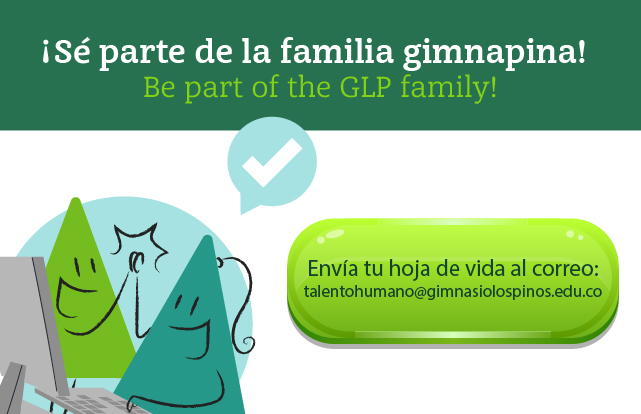 ¡Sé parte de la familia gimnapina!
Be part of the GLP family!
Envía tu hoja de vida al correo:
talentohumano@gimnasiolospinos.edu.co